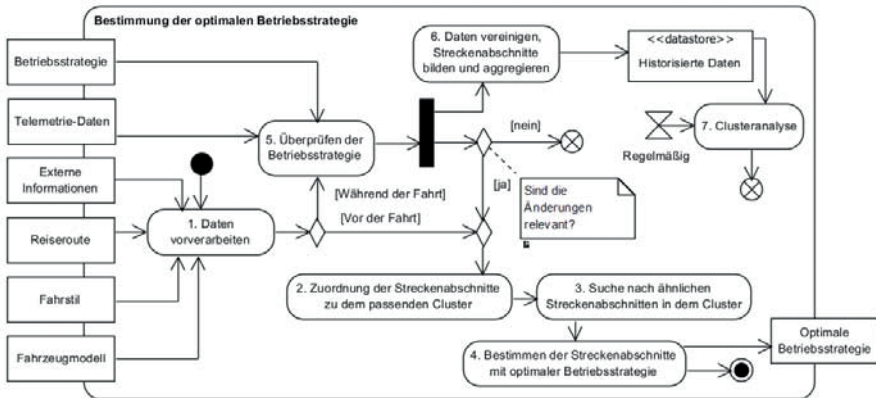 Bestimmung der optimalen Betriebsstrategie
Betriebsstrategie
Telemetrie-Daten
Externe
Informationen
Reiseroute
Fahrstil
Fahrzeugmodell
1. Daten
vorverarbeiten
5. Überprüfen der
Betriebsstrategie
[Während der Fahrt]
[Vor der Fahrt]
6. Daten vereinigen,
Streckenabschnitte
bilden und aggregieren
<<datastore>>
Historisierte Daten
[nein]
[ja]
Sind die
Änderungen
relevant?
Regelmäßig
7. Clusteranalyse
2. Zuordnung der Streckenabschnitte
zu dem passenden Cluster
3. Suche nach ähnlichen
Streckenabschnitten in dem Cluster
4. Bestimmen der Streckenabschnitte
mit optimaler Betriebsstrategie
Optimale
Betriebsstrategie